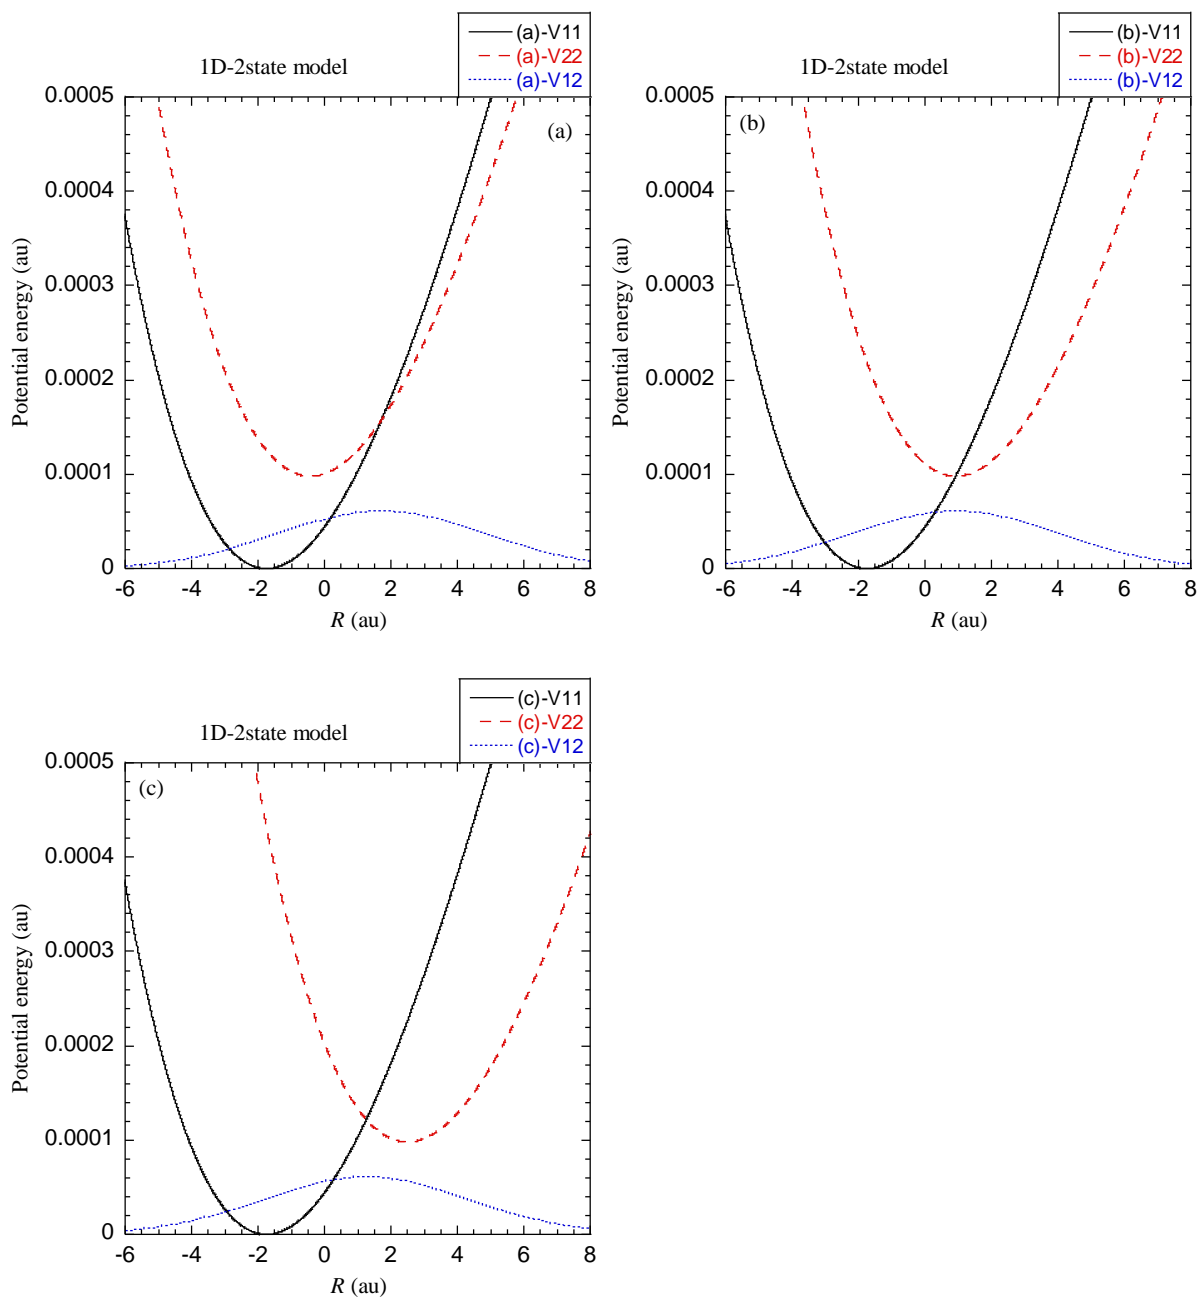 (a)-V11
1D-2state model
(a)-V22
(a)-V12
0.0005
(a)
0.0004
0.0003
0.0002
0.0001
0
Potential energy (au)
-6 -4 -2 0 2 4 6 8
R (au)
(b)-V11
1D-2state model
(b)-V22
(b)-V12
0.0005
(b)
0.0004
0.0003
0.0002
0.0001
0
Potential energy (au)
-6 -4 -2 0 2 4 6 8
R (au)
(c)-V11
(c)-V22
1D-2state model
(c)-V12
0.0005
(c)
0.0004
0.0003
0.0002
0.0001
0
Potential energy (au)
-6 -4 -2 0 2 4 6 8
R (au)